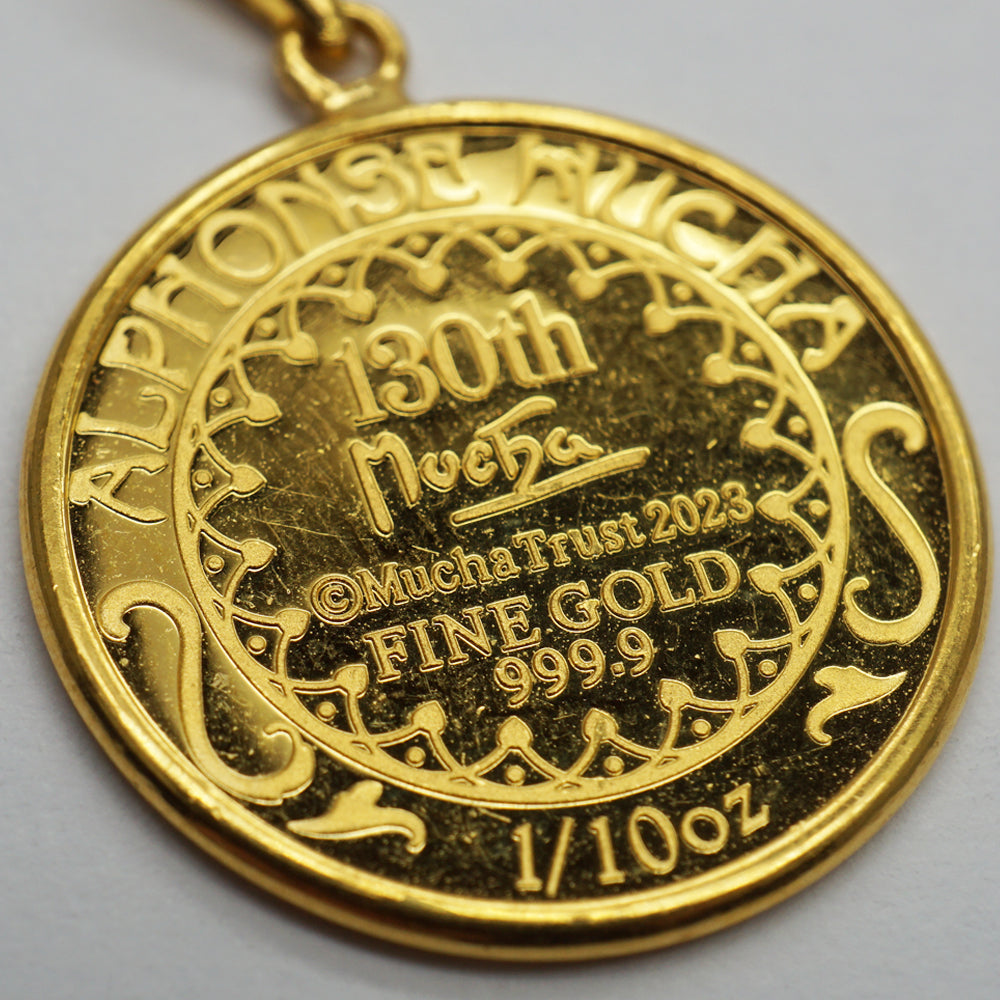 ALPHONSE MUCHA
130th
Mucha
©Mucha Trust 2023
FINE GOLD
999.9
1/10oz